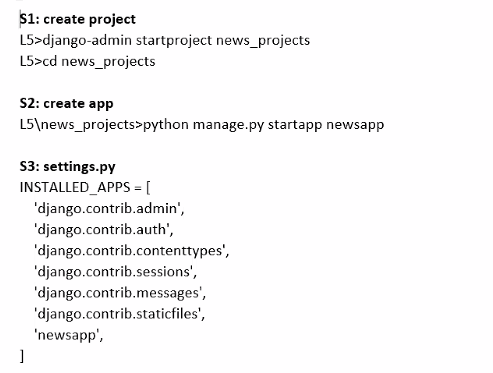 S1: create project
L5>django-admin startproject news_projects
L5>cd news_projects
S2: create app
L5\news_projects>python manage.py startapp newsapp
S3: settings.py
INSTALLED_APPS = [
'django.contrib.admin',
'django.contrib.auth',
'django.contrib.contenttypes',
'django.contrib.sessions',
'django.contrib.messages',
'django.contrib.staticfiles',
'newsapp',
]